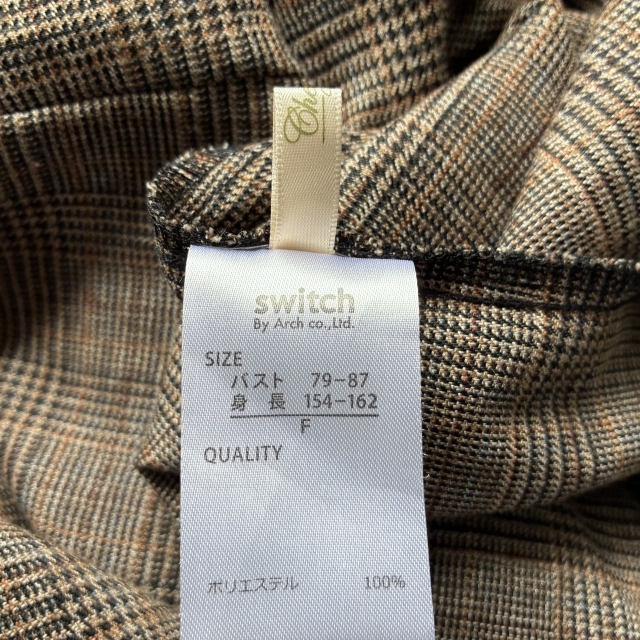 Ch
switch
By Arch co.,Ltd.
SIZE
バスト 79-87
身長 154-162
F
QUALITY
ポリエステル 100%